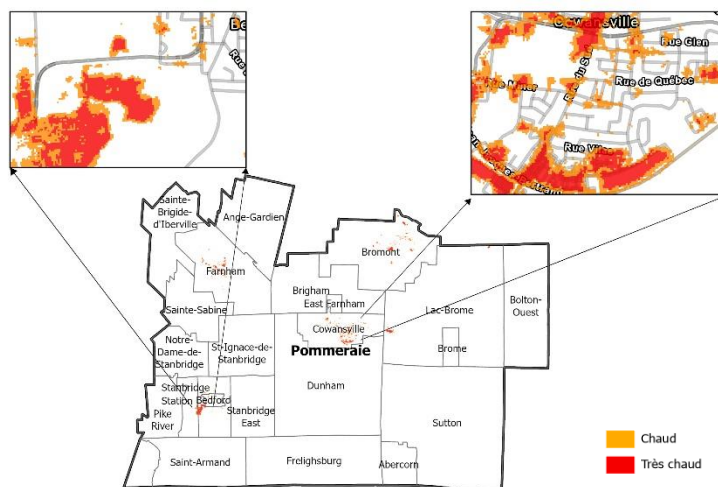 Be
Rue d
Cowansville
Rue Glen
Rue du Sud
Rue de Québec
Sainte-
Brigide-
d'Iberville
Ange-Gardien
Farnham
Bromont
Sainte-Sabine
Brigham
East Farnham
Cowansville
Lac-Brome
Bolton-
Ouest
Notre-
Dame-de-
Stanbridge
St-Ignace-de-
Stanbridge
Pommeraie
Brome
Dunham
Stanbridge
Station
Bedford
Pike
River
Stanbridge
East
Sutton
Saint-Armand
Frelighsburg
Abercorn
Chaud
Très chaud